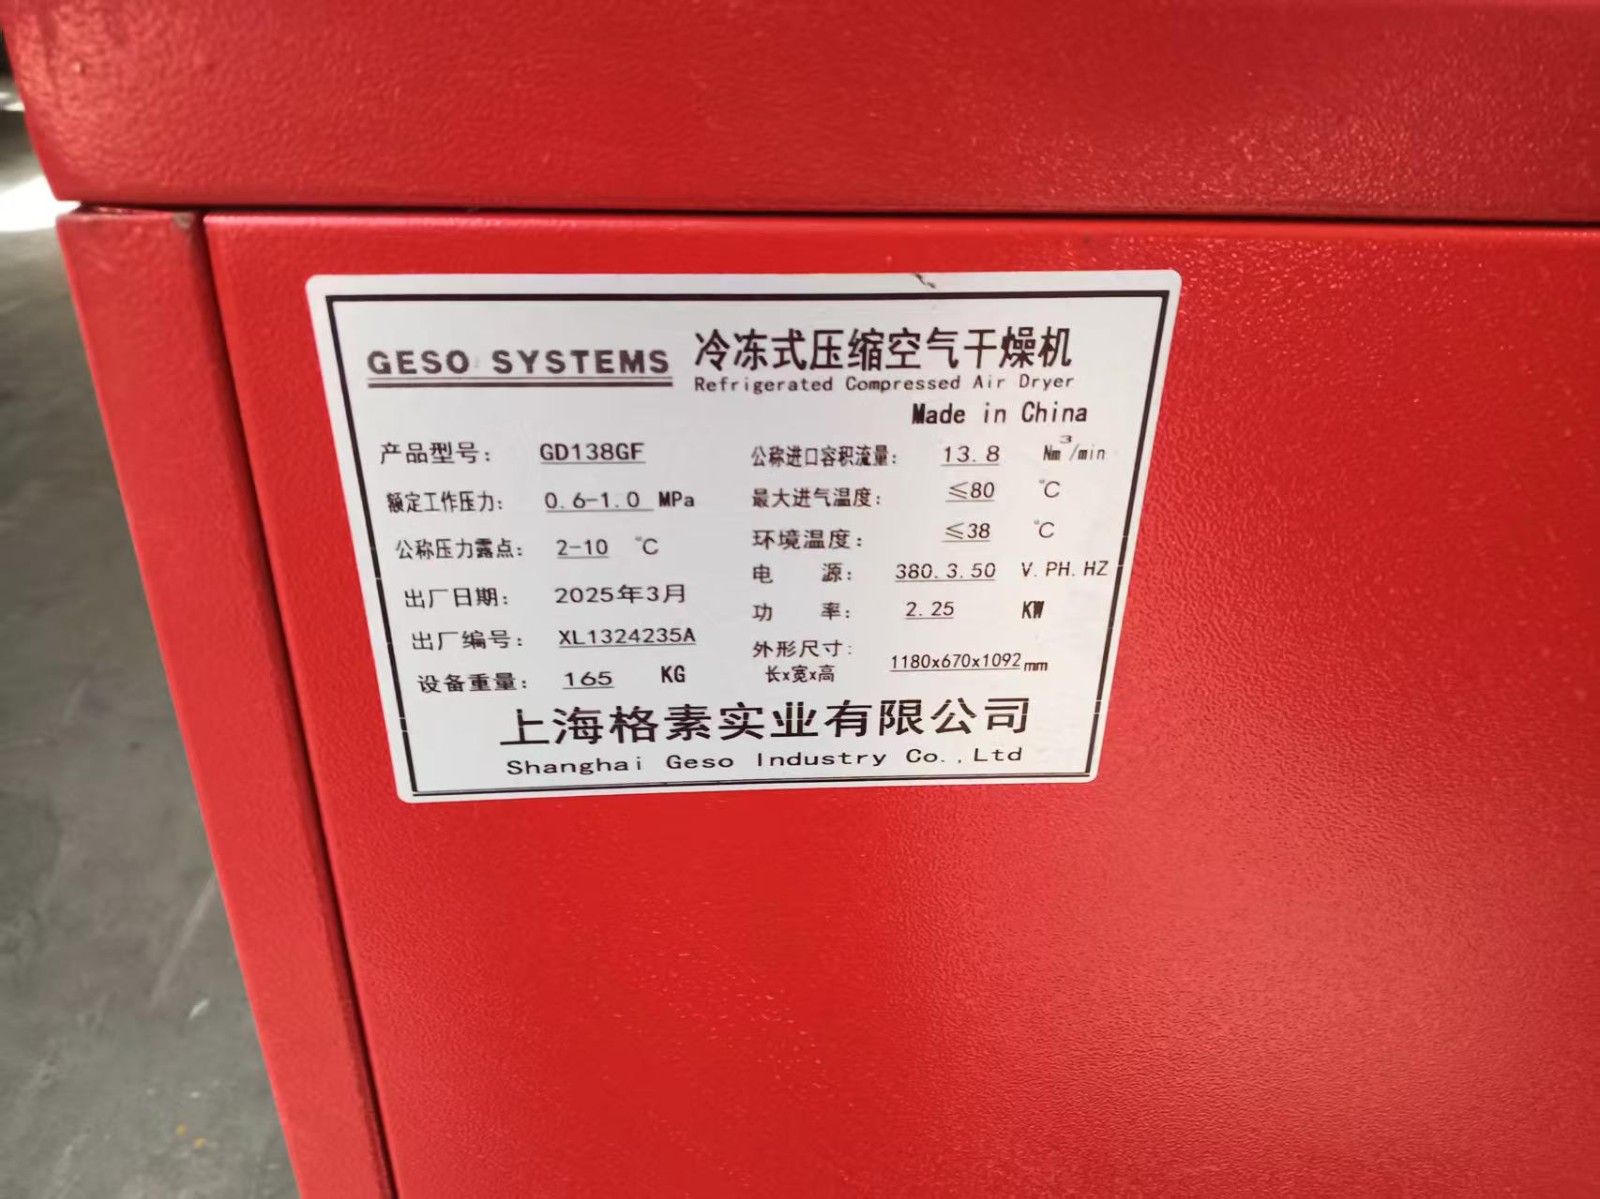 GESO SYSTEMS 冷冻式压缩空气干燥机
Refrigerated Compressed Air Dryer
Made in China
产品型号: GD138GF
公称进口容积流量: 13.8 Nm³/min
额定工作压力: 0.6-1.0 MPa
最大进气温度: ≤80 ℃
公称压力露点: 2-10 ℃
环境温度: ≤38 ℃
出厂日期: 2025年3月
电 源: 380.3.50 V.PH.HZ
出厂编号: XL1324235A
功 率: 2.25 KW
设备重量: 165 KG
外形尺寸:
长x宽x高 1180x670x1092mm
上海格素实业有限公司
Shanghai Geso Industry Co.,Ltd